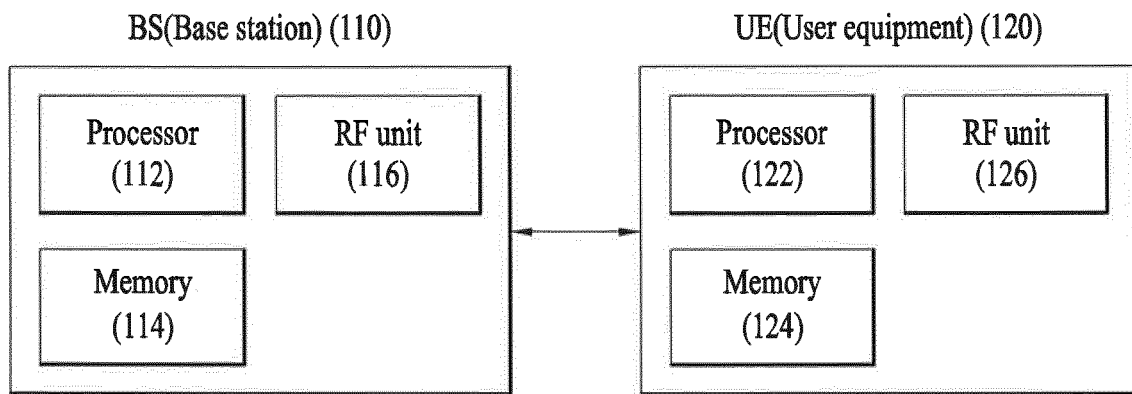 BS(Base station) (110)
Processor
(112)
RF unit
(116)
Memory
(114)
UE(User equipment) (120)
Processor
(122)
RF unit
(126)
Memory
(124)